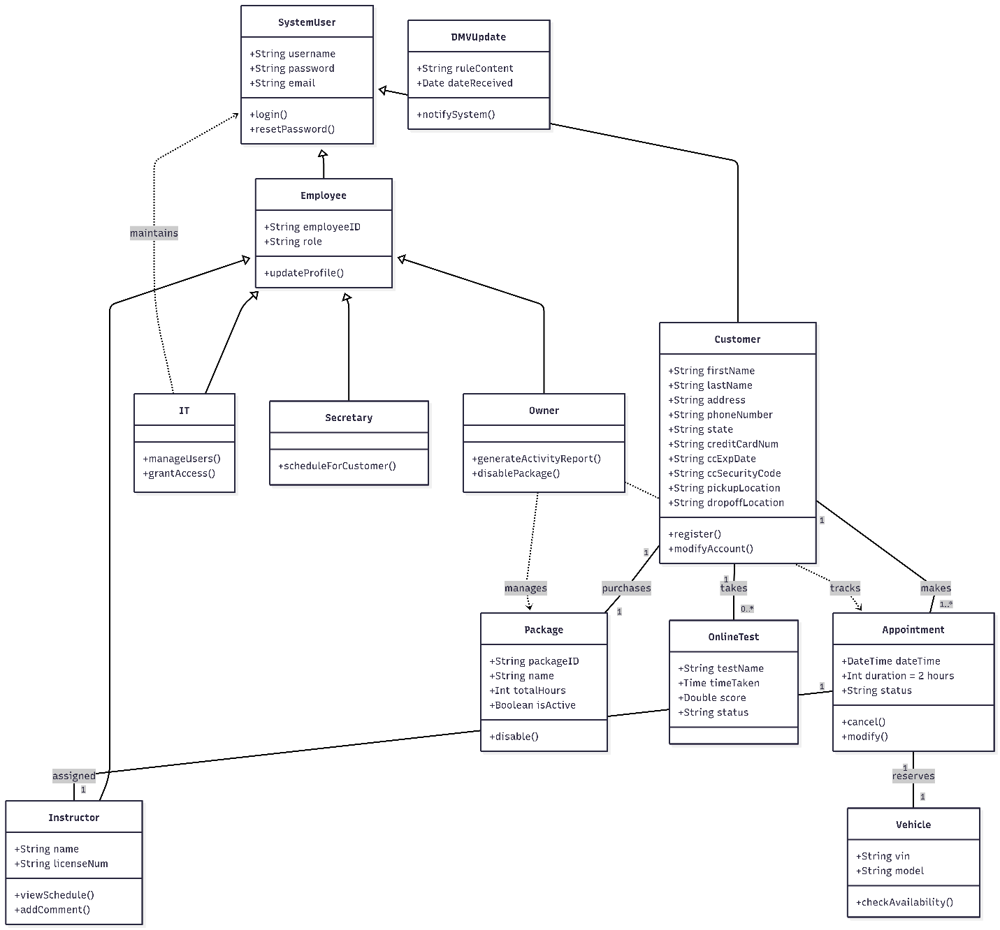 SystemUser
+String username
+String password
+String email
+login()
+resetPassword()
DMVUpdate
+String ruleContent
+Date dateReceived
+notifySystem()
Employee
+String employeeID
+String role
+updateProfile()
maintains
IT
+manageUsers()
+grantAccess()
Secretary
+scheduleForCustomer()
Owner
+generateActivityReport()
+disablePackage()
Customer
+String firstName
+String lastName
+String address
+String phoneNumber
+String state
+String creditCardNum
+String ccExpDate
+String ccSecurityCode
+String pickupLocation
+String dropoffLocation
+register()
+modifyAccount()
1
1
1
manages
purchases
takes
tracks
makes
1
0..*
1..*
Package
+String packageID
+String name
+Int totalHours
+Boolean isActive
+disable()
OnlineTest
+String testName
+Time timeTaken
+Double score
+String status
1
Appointment
+DateTime dateTime
+Int duration = 2 hours
+String status
+cancel()
+modify()
assigned
1
1
reserves
1
Instructor
+String name
+String licenseNum
+viewSchedule()
+addComment()
Vehicle
+String vin
+String model
+checkAvailability()